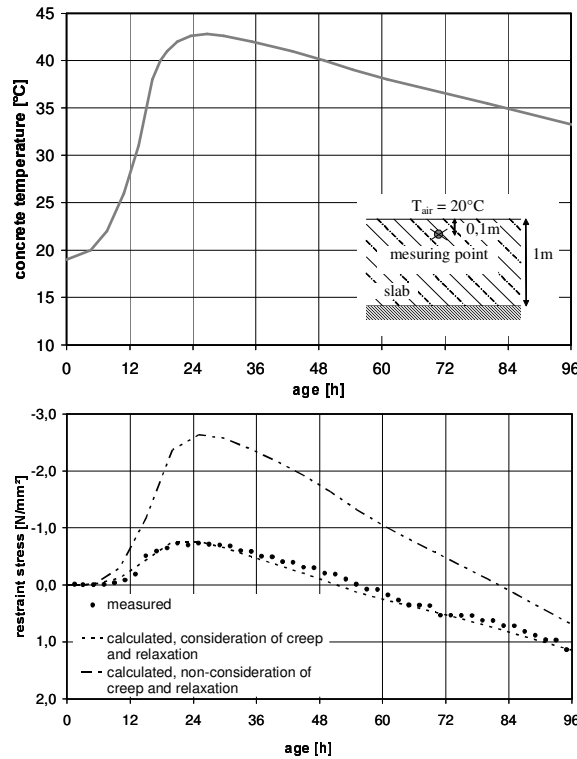 45
40
35
30
25
20
15
10
concrete temperature [ºC]
T_air = 20°C
0,1m
mesuring point
1m
slab
0 12 24 36 48 60 72 84 96
age [h]
-3,0
-2,0
-1,0
0,0
1,0
2,0
restraint stress [N/mm²]
measured
calculated, consideration of creep
and relaxation
calculated, non-consideration of
creep and relaxation
0 12 24 36 48 60 72 84 96
age [h]